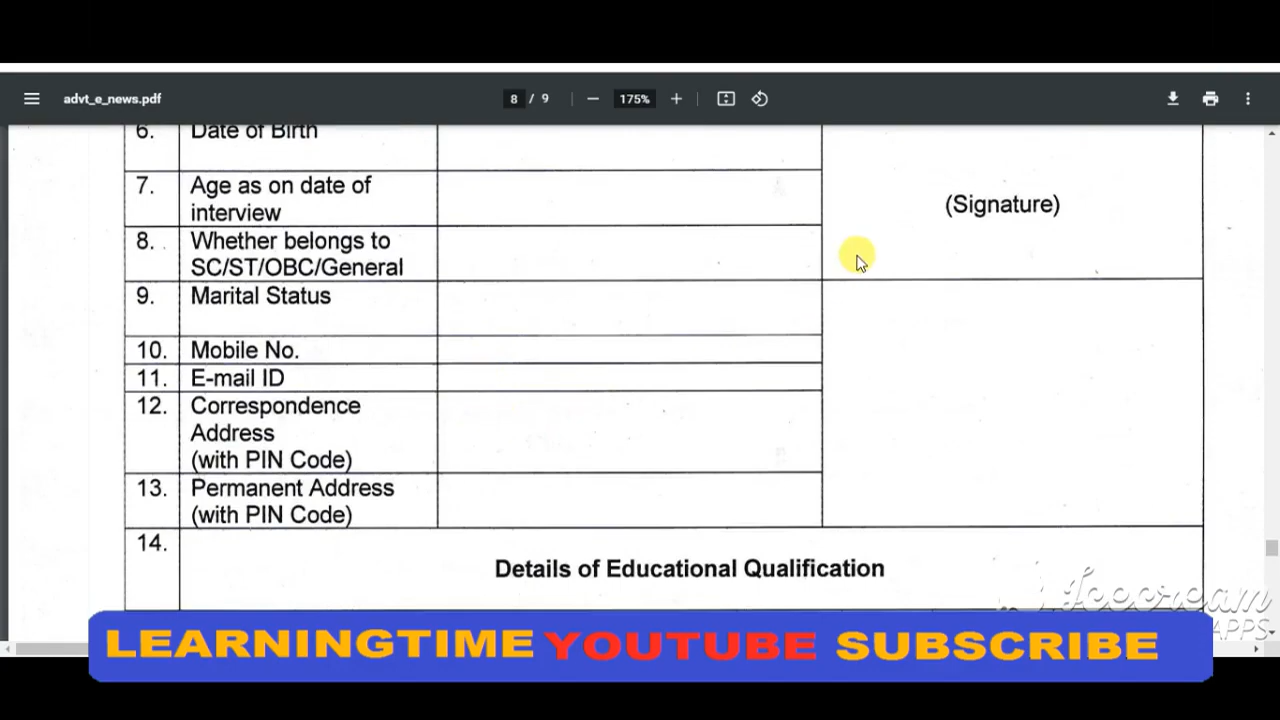 advt_e_news.pdf
8 / 9
175%
6. Date of Birth
7. Age as on date of
interview
(Signature)
8. Whether belongs to
SC/ST/OBC/General
9. Marital Status
10. Mobile No.
11. E-mail ID
12. Correspondence
Address
(with PIN Code)
13. Permanent Address
(with PIN Code)
14.
Details of Educational Qualification
Icecream
APPS
LEARNINGTIME YOUTUBE SUBSCRIBE